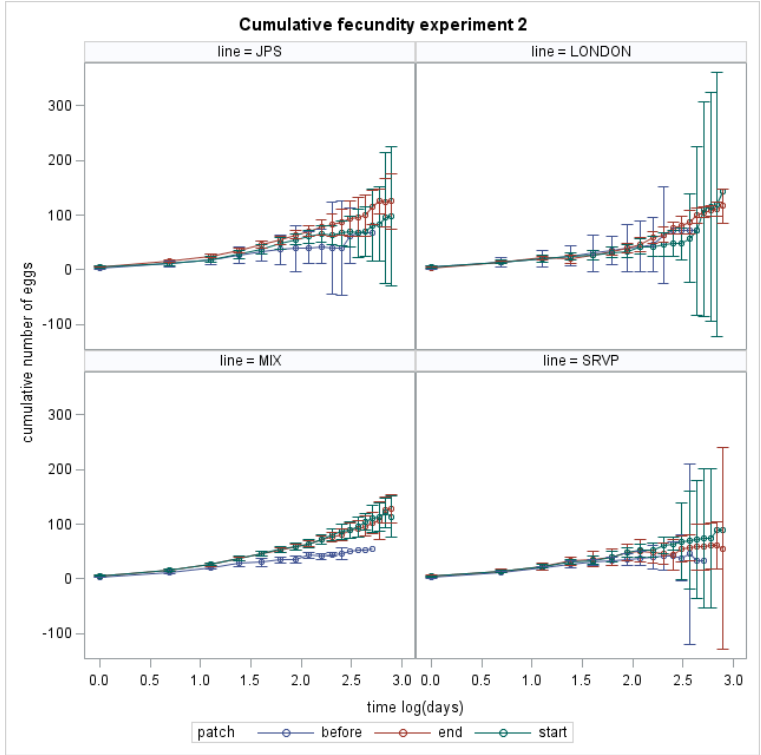 Cumulative fecundity experiment 2
line = JPS
line = LONDON
300
200
100
0
-100
line = MIX
line = SRVP
300
200
100
0
-100
cumulative number of eggs
0.0 0.5 1.0 1.5 2.0 2.5 3.0 0.0 0.5 1.0 1.5 2.0 2.5 3.0
time log(days)
patch before end start